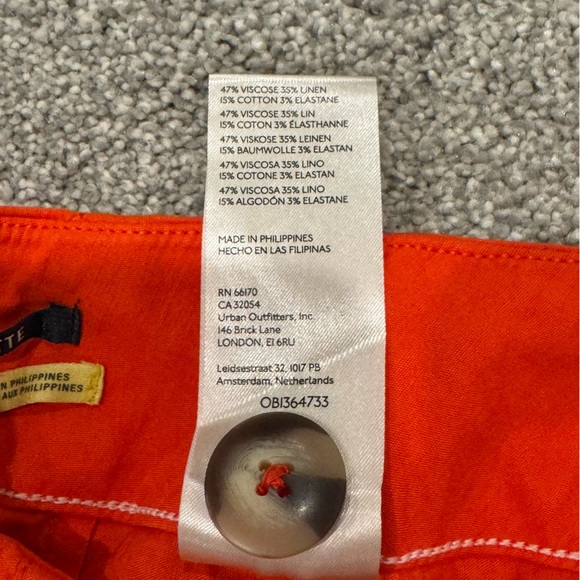 47% VISCOSE 35% LINEN
15% COTTON 3% ELASTANE
47% VISCOSE 35% LIN
15% COTON 3% ÉLASTHANNE
47% VISKOSE 35% LEINEN
15% BAUMWOLLE 3% ELASTAN
47% VISCOSA 35% LINO
15% COTONE 3% ELASTAN
47% VISCOSA 35% LINO
15% ALGODÓN 3% ELASTANE
MADE IN PHILIPPINES
HECHO EN LAS FILIPINAS
RN 66170
CA 32054
Urban Outfitters, Inc.
146 Brick Lane
LONDON, E1 6RU
Leidsestraat 32, 1017 PB
Amsterdam, Netherlands
OB1364733
TTE
N PHILIPPINES
AUX PHILIPPINES